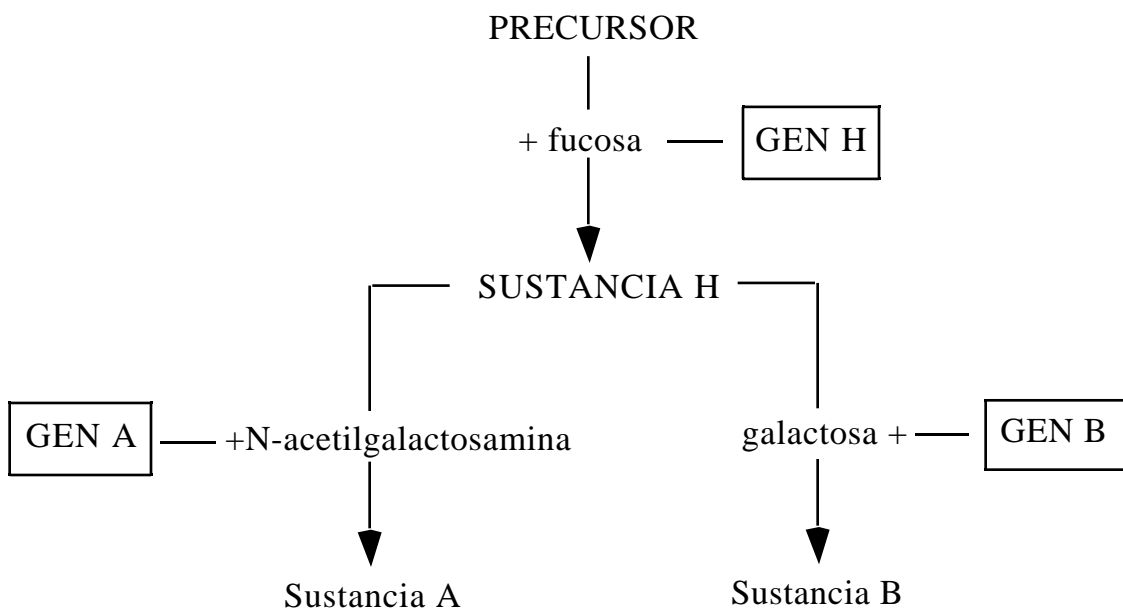 PRECURSOR
+ fucosa
GEN H
SUSTANCIA H
GEN A
+N-acetilgalactosamina
galactosa +
GEN B
Sustancia A
Sustancia B